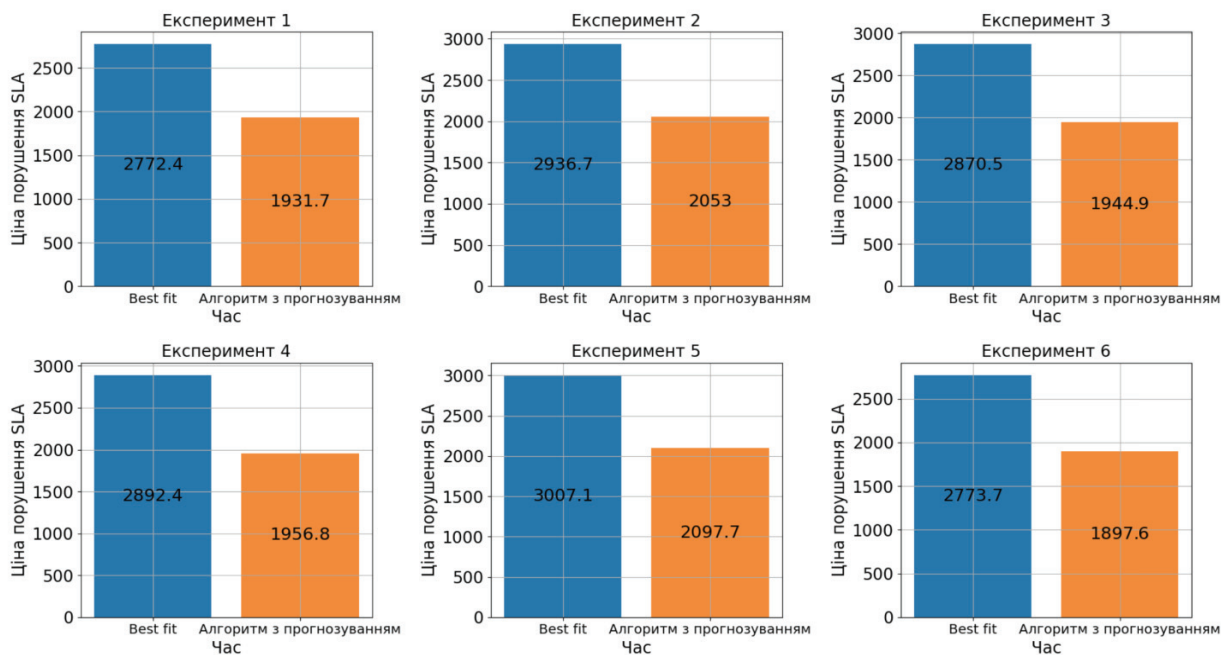 Експеримент 1
Ціна порушення SLA
2500
2000
1500
1000
500
0
2772.4
1931.7
Best fit
Алгоритм з прогнозуванням
Час
Експеримент 2
Ціна порушення SLA
3000
2500
2000
1500
1000
500
0
2936.7
2053
Best fit
Алгоритм з прогнозуванням
Час
Експеримент 3
Ціна порушення SLA
3000
2500
2000
1500
1000
500
0
2870.5
1944.9
Best fit
Алгоритм з прогнозуванням
Час
Експеримент 4
Ціна порушення SLA
3000
2500
2000
1500
1000
500
0
2892.4
1956.8
Best fit
Алгоритм з прогнозуванням
Час
Експеримент 5
Ціна порушення SLA
3000
2500
2000
1500
1000
500
0
3007.1
2097.7
Best fit
Алгоритм з прогнозуванням
Час
Експеримент 6
Ціна порушення SLA
2500
2000
1500
1000
500
0
2773.7
1897.6
Best fit
Алгоритм з прогнозуванням
Час